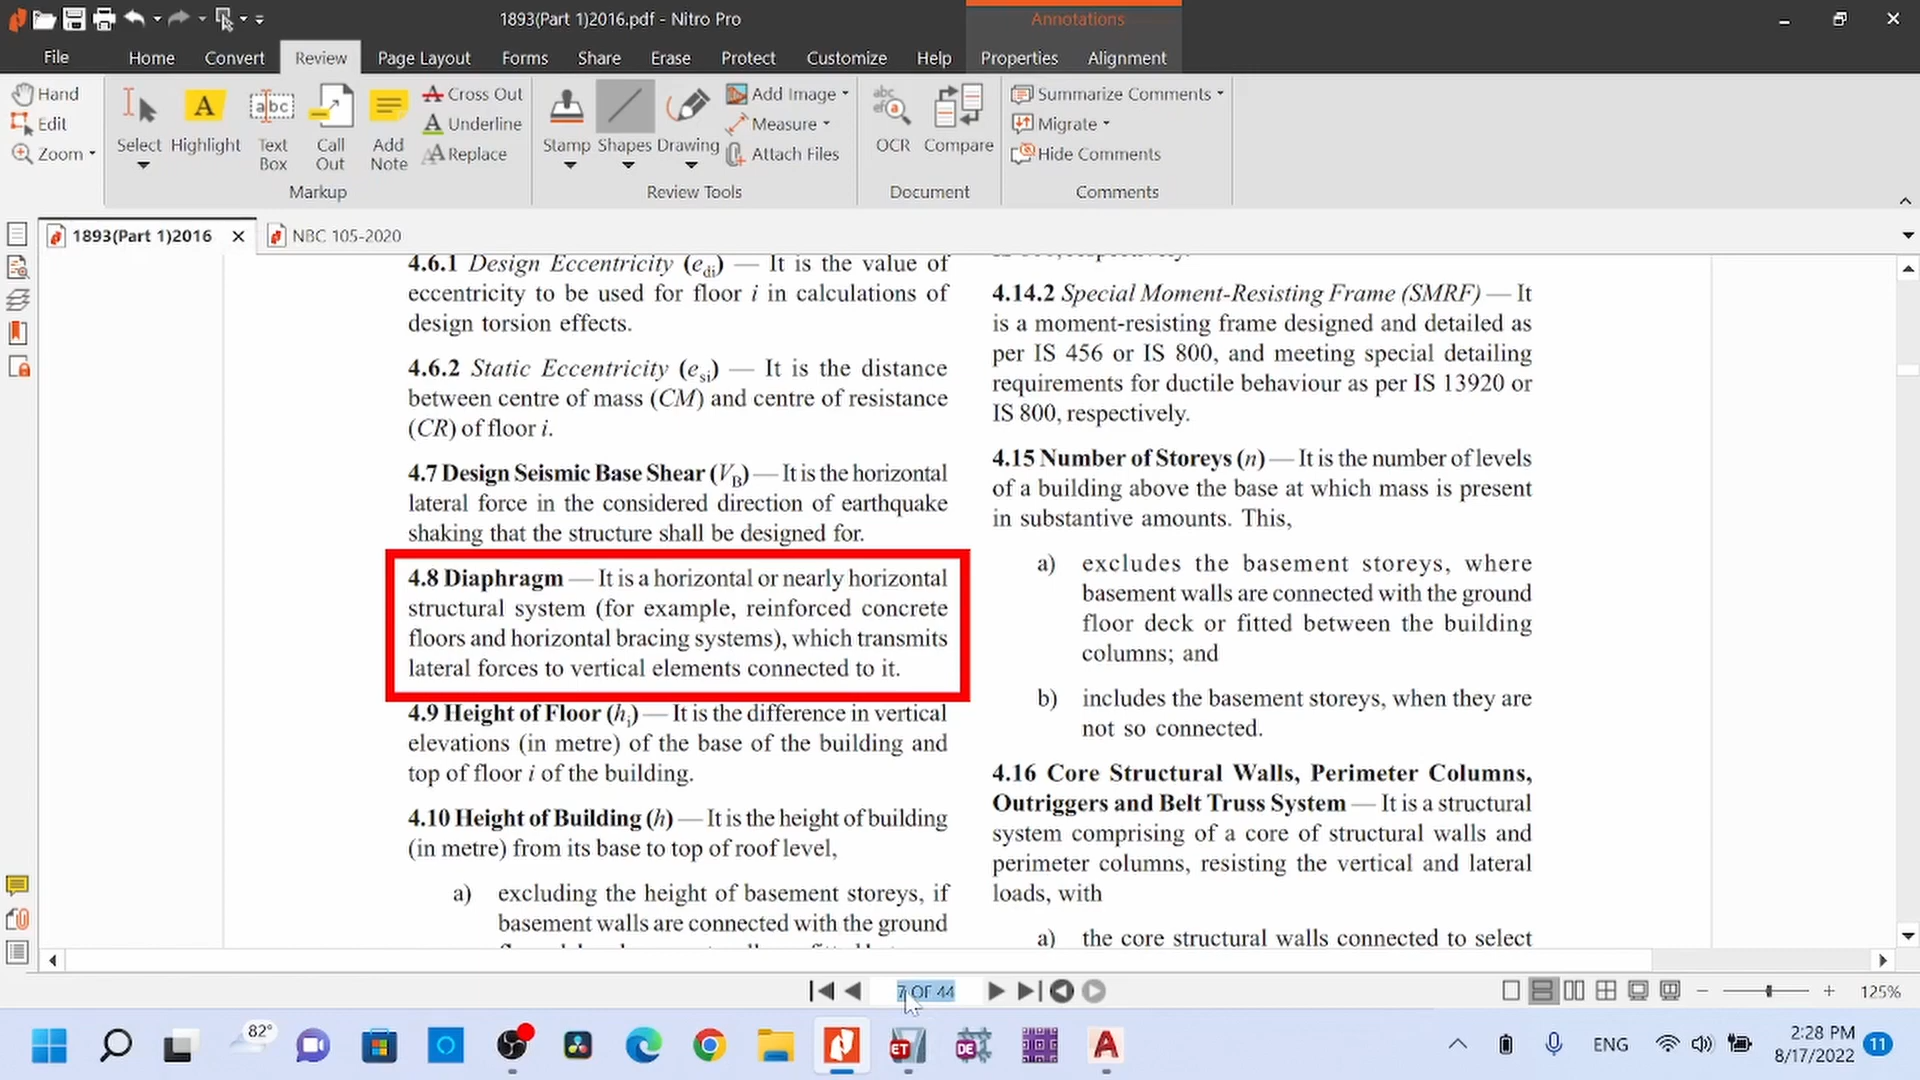 1893(Part 1)2016.pdf - Nitro Pro
Annotations
File
Home
Convert
Review
Page Layout
Forms
Share
Erase
Protect
Customize
Help
Properties
Alignment
Hand
Edit
Zoom
Select
Highlight
Text Box
Call Out
Add Note
Cross Out
Underline
Replace
Markup
Stamp
Shapes
Drawing
Add Image
Measure
Attach Files
Review Tools
OCR
Compare
Document
Summarize Comments
Migrate
Hide Comments
Comments
1893(Part 1)2016
NBC 105-2020
4.6.1 Design Eccentricity (edi) — It is the value of
eccentricity to be used for floor i in calculations of
design torsion effects.
4.6.2 Static Eccentricity (esi) — It is the distance
between centre of mass (CM) and centre of resistance
(CR) of floor i.
4.7 Design Seismic Base Shear (VB) — It is the horizontal
lateral force in the considered direction of earthquake
shaking that the structure shall be designed for.
4.8 Diaphragm — It is a horizontal or nearly horizontal
structural system (for example, reinforced concrete
floors and horizontal bracing systems), which transmits
lateral forces to vertical elements connected to it.
4.9 Height of Floor (hi) — It is the difference in vertical
elevations (in metre) of the base of the building and
top of floor i of the building.
4.10 Height of Building (h) — It is the height of building
(in metre) from its base to top of roof level,
a) excluding the height of basement storeys, if
basement walls are connected with the ground
4.14.2 Special Moment-Resisting Frame (SMRF) — It
is a moment-resisting frame designed and detailed as
per IS 456 or IS 800, and meeting special detailing
requirements for ductile behaviour as per IS 13920 or
IS 800, respectively.
4.15 Number of Storeys (n) — It is the number of levels
of a building above the base at which mass is present
in substantive amounts. This,
a) excludes the basement storeys, where
basement walls are connected with the ground
floor deck or fitted between the building
columns; and
b) includes the basement storeys, when they are
not so connected.
4.16 Core Structural Walls, Perimeter Columns,
Outriggers and Belt Truss System — It is a structural
system comprising of a core of structural walls and
perimeter columns, resisting the vertical and lateral
loads, with
a) the core structural walls connected to select
7 OF 44
125%
82°
ET
DE
ENG
2:28 PM
8/17/2022
11